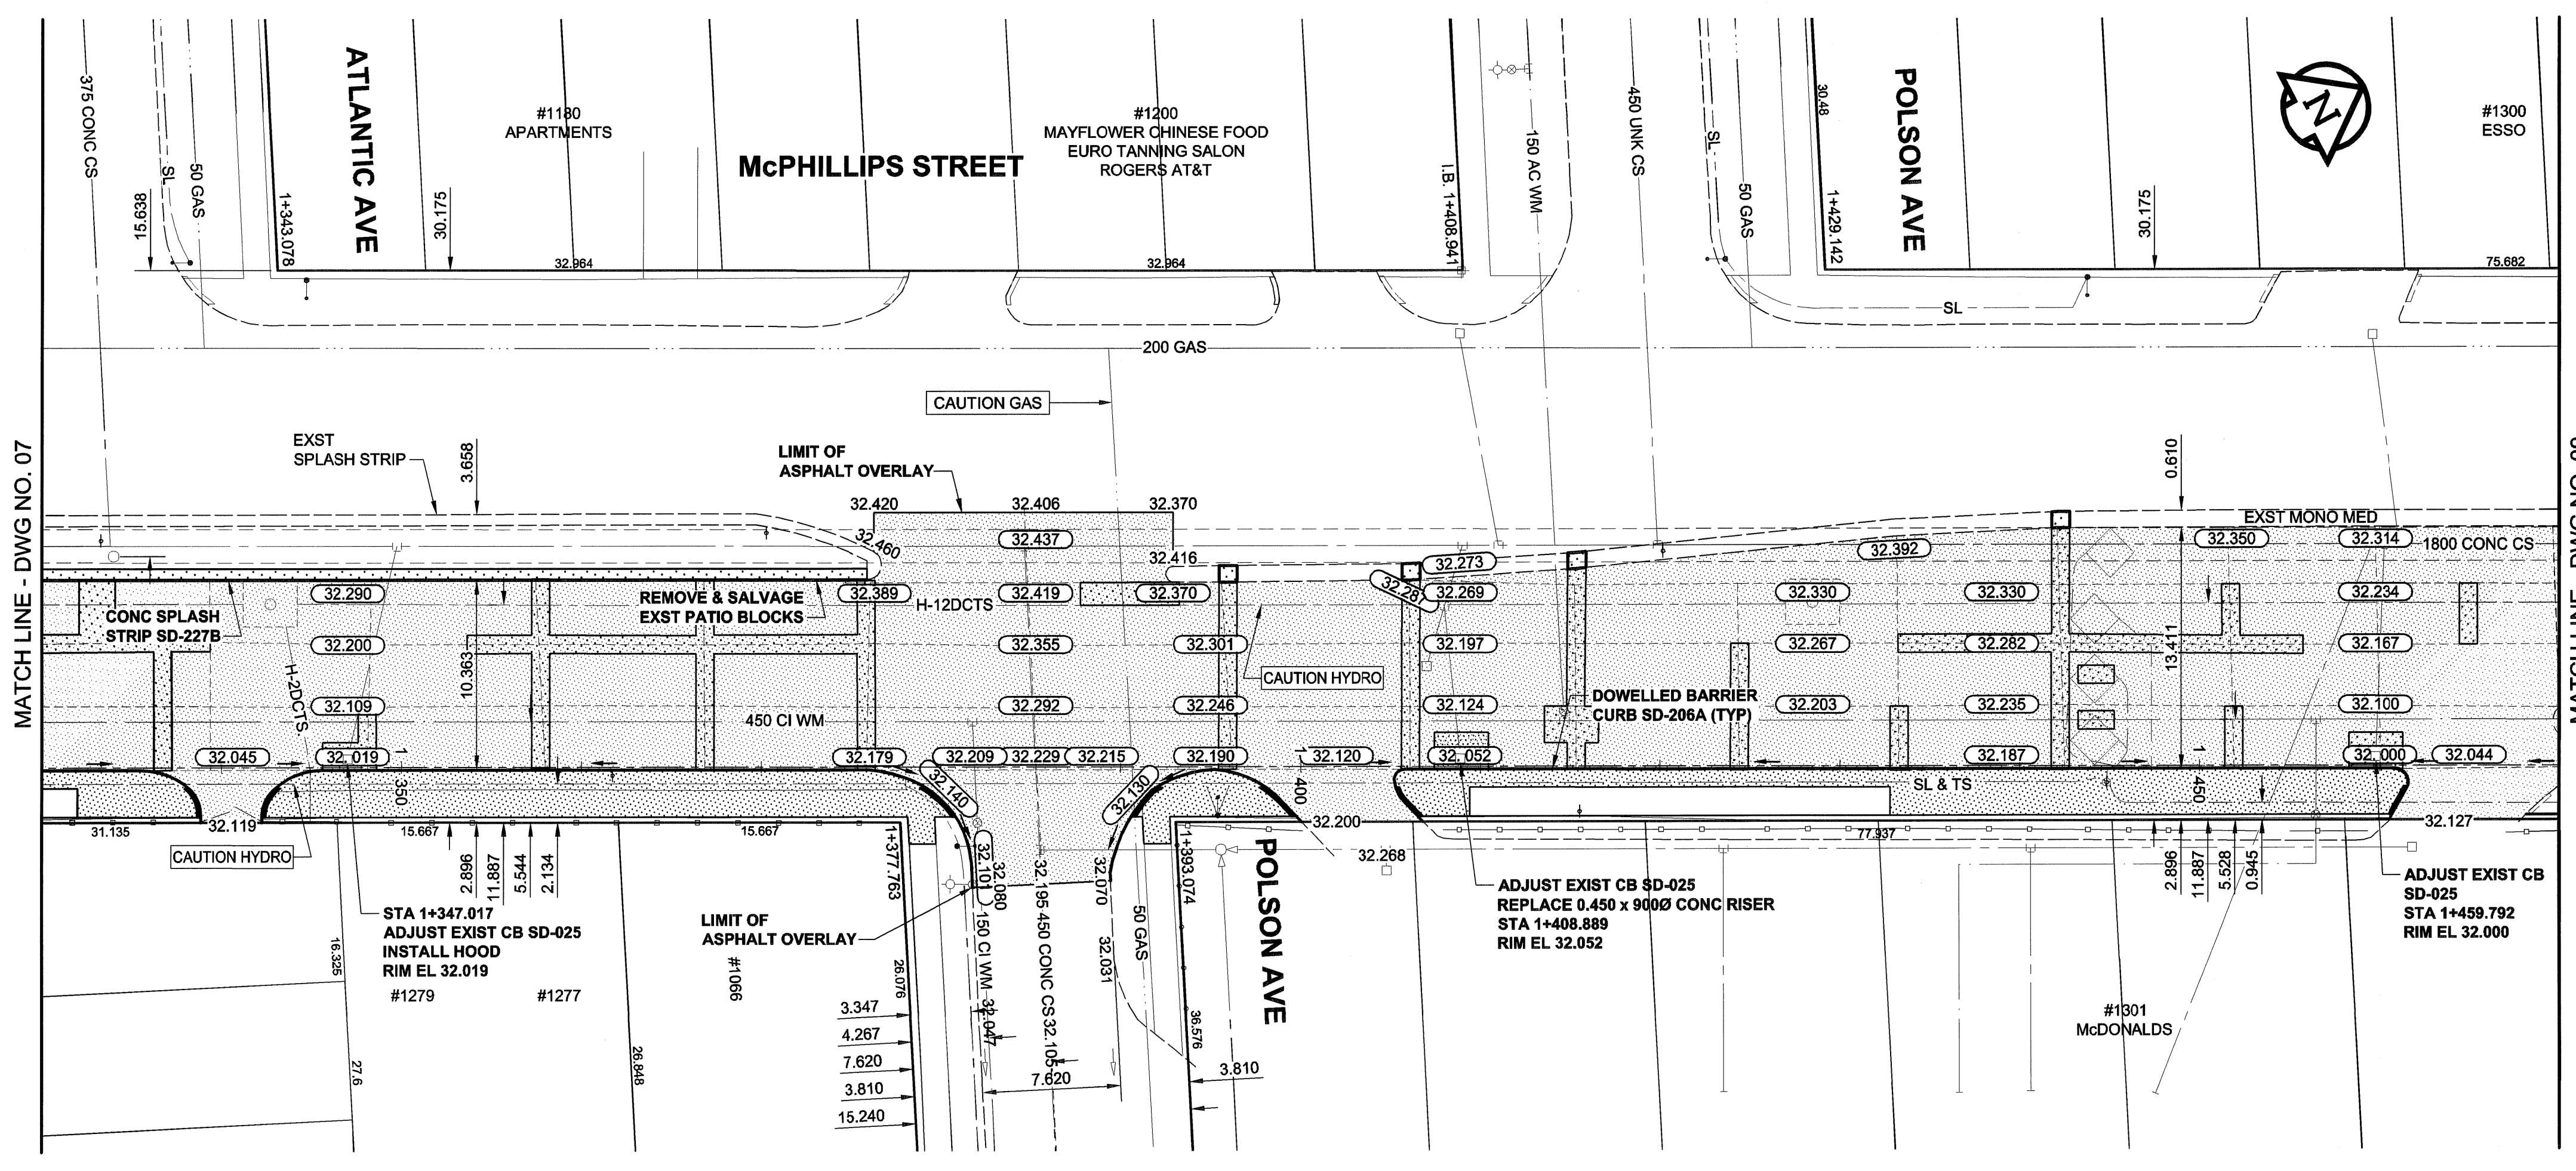 MATCH LINE - DWG NO. 07
375 CONC CS
SL
50 GAS
15.638
1+343.078
ATLANTIC AVE
30.175
#1180
APARTMENTS
32.964
McPHILLIPS STREET
#1200
MAYFLOWER CHINESE FOOD
EURO TANNING SALON
ROGERS AT&T
32.964
I.B. 1+408.941
150 AC WM
450 UNK CS
SL
50 GAS
30.48
1+429.142
POLSON AVE
30.175
N
#1300
ESSO
75.682
SL
200 GAS
CAUTION GAS
EXST
SPLASH STRIP
3.658
LIMIT OF
ASPHALT OVERLAY
0.610
32.420
32.406
32.370
32.460
32.437
32.416
32.273
32.392
EXST MONO MED
32.350
32.314
1800 CONC CS
CONC SPLASH
STRIP SD-227B
32.290
REMOVE & SALVAGE
EXST PATIO BLOCKS
32.389
H-12DCTS
32.419
32.370
32.287
32.269
32.330
32.330
32.234
32.200
H-2DCTS
10.363
32.355
32.301
32.197
32.267
32.282
13.411
32.167
CAUTION HYDRO
32.109
450 CI WM
32.292
32.246
32.124
DOWELLED BARRIER
CURB SD-206A (TYP)
32.203
32.235
32.100
32.045
32.019
32.179
32.209
32.229
32.215
32.190
32.120
32.052
32.187
32.000
32.044
1
350
32.140
32.130
1
400
SL & TS
1
450
31.135
32.119
15.667
15.667
32.200
77.937
32.127
CAUTION HYDRO
2.896
11.887
5.544
2.134
1+377.763
32.101
32.080
32.070
1+393.074
POLSON AVE
32.268
2.896
11.887
5.528
0.945
STA 1+347.017
ADJUST EXIST CB SD-025
INSTALL HOOD
RIM EL 32.019
LIMIT OF
ASPHALT OVERLAY
ADJUST EXIST CB SD-025
REPLACE 0.450 x 900Ø CONC RISER
STA 1+408.889
RIM EL 32.052
ADJUST EXIST CB
SD-025
STA 1+459.792
RIM EL 32.000
16.325
#1279
#1277
#1066
26.076
150 CI WM
32.047
32.195
450 CONC CS
32.105
32.031
50 GAS
36.576
27.6
26.848
3.347
4.267
7.620
3.810
15.240
7.620
3.810
#1301
McDONALDS